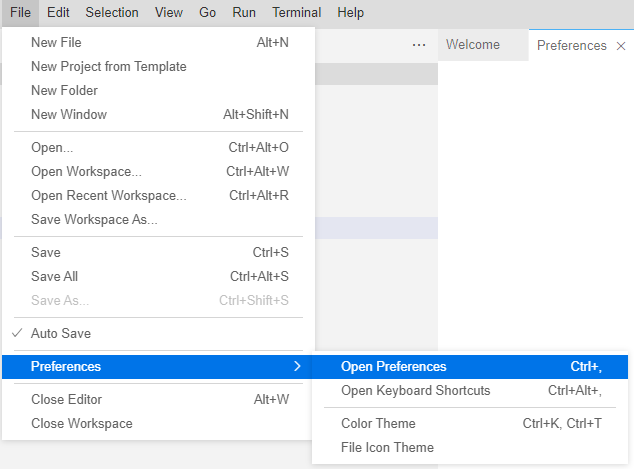 File Edit Selection View Go Run Terminal Help
··· Welcome Preferences
New File Alt+N
New Project from Template
New Folder
New Window Alt+Shift+N
Open... Ctrl+Alt+O
Open Workspace... Ctrl+Alt+W
Open Recent Workspace... Ctrl+Alt+R
Save Workspace As...
Save Ctrl+S
Save All Ctrl+Alt+S
Save As... Ctrl+Shift+S
Auto Save
Preferences
Open Preferences Ctrl+,
Open Keyboard Shortcuts Ctrl+Alt+,
Color Theme Ctrl+K, Ctrl+T
File Icon Theme
Close Editor Alt+W
Close Workspace